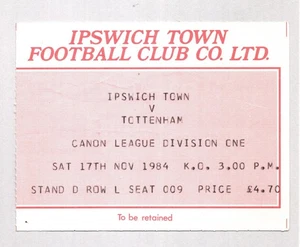 IPSWICH TOWN
FOOTBALL CLUB CO. LTD.
IPSWICH TOWN
V
TOTTENHAM
CANON LEAGUE DIVISION ONE
SAT 17TH NOV 1984 K.O. 3.00 P.M.
STAND D ROW L SEAT 009 PRICE £4.70
To be retained